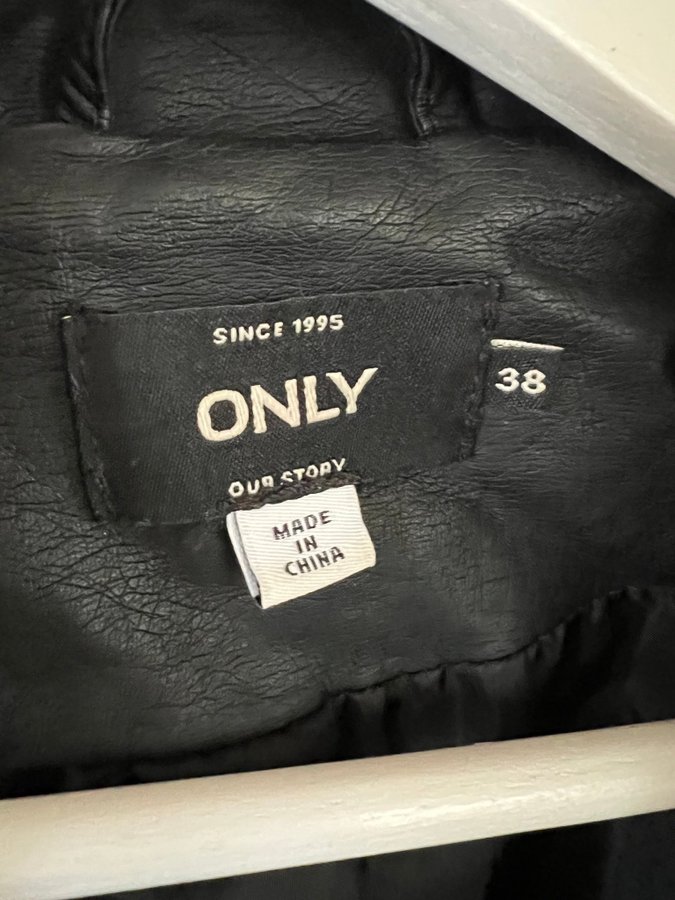 SINCE 1995
ONLY
38
OUR STORY
MADE
IN
CHINA